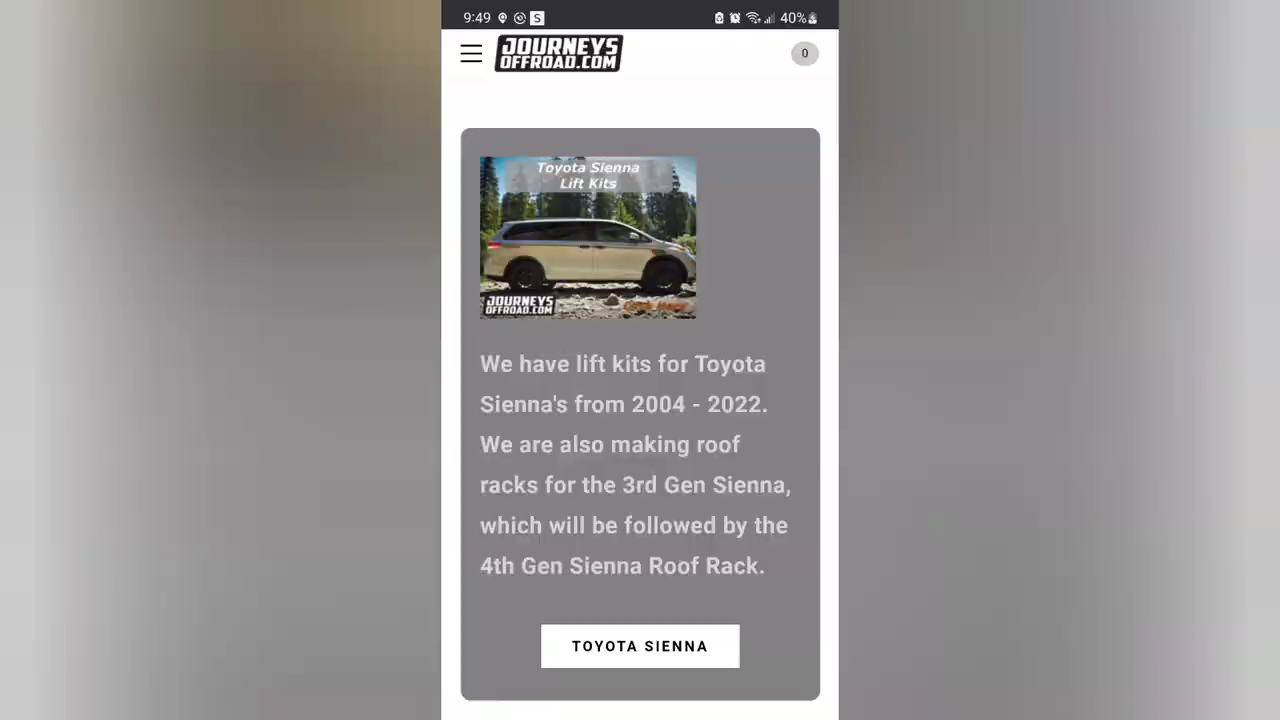 9:49 S 40%
JOURNEYS
OFFROAD.COM
0
Toyota Sienna
Lift Kits
JOURNEYS
OFFROAD.COM
We have lift kits for Toyota
Sienna's from 2004 - 2022.
We are also making roof
racks for the 3rd Gen Sienna,
which will be followed by the
4th Gen Sienna Roof Rack.
TOYOTA SIENNA